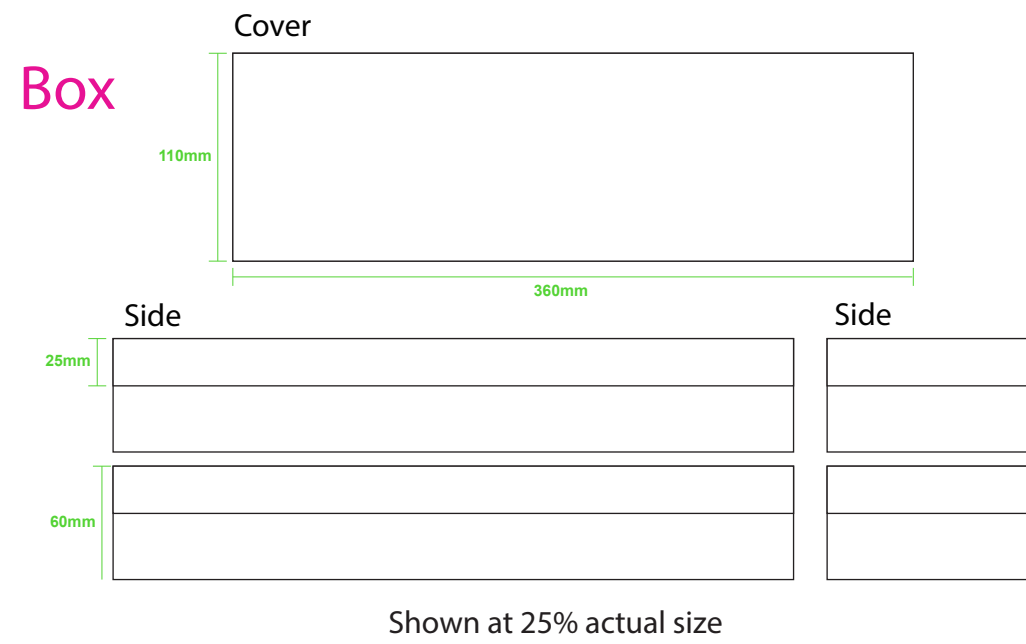 Cover
Box
110mm
360mm
Side
Side
25mm
60mm
Shown at 25% actual size